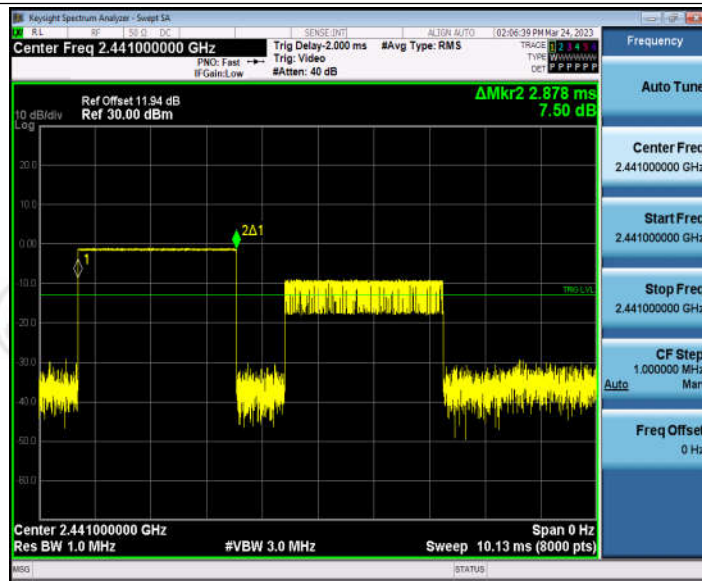 Keysight Spectrum Analyzer - Swept SA
RL RF 50 Ω DC SENSE:INT ALIGN AUTO 02:06:39 PM Mar 24, 2023
Center Freq 2.441000000 GHz
PNO: Fast
IFGain:Low
Trig Delay-2.000 ms
Trig: Video
#Atten: 40 dB
#Avg Type: RMS
TRACE 1 2 3 4 5 6
TYPE WWWWWW
DET P P P P P P
Frequency
Ref Offset 11.94 dB
10 dB/div Ref 30.00 dBm
Log
ΔMkr2 2.878 ms
7.50 dB
20.0
0.00
-10.0
-20.0
-30.0
-40.0
-60.0
2Δ1
1
TRIG LVL
Auto Tune
Center Freq
2.441000000 GHz
Start Freq
2.441000000 GHz
Stop Freq
2.441000000 GHz
CF Step
1.000000 MHz
Auto Man
Freq Offset
0 Hz
Center 2.441000000 GHz Span 0 Hz
Res BW 1.0 MHz #VBW 3.0 MHz Sweep 10.13 ms (8000 pts)
MSG STATUS